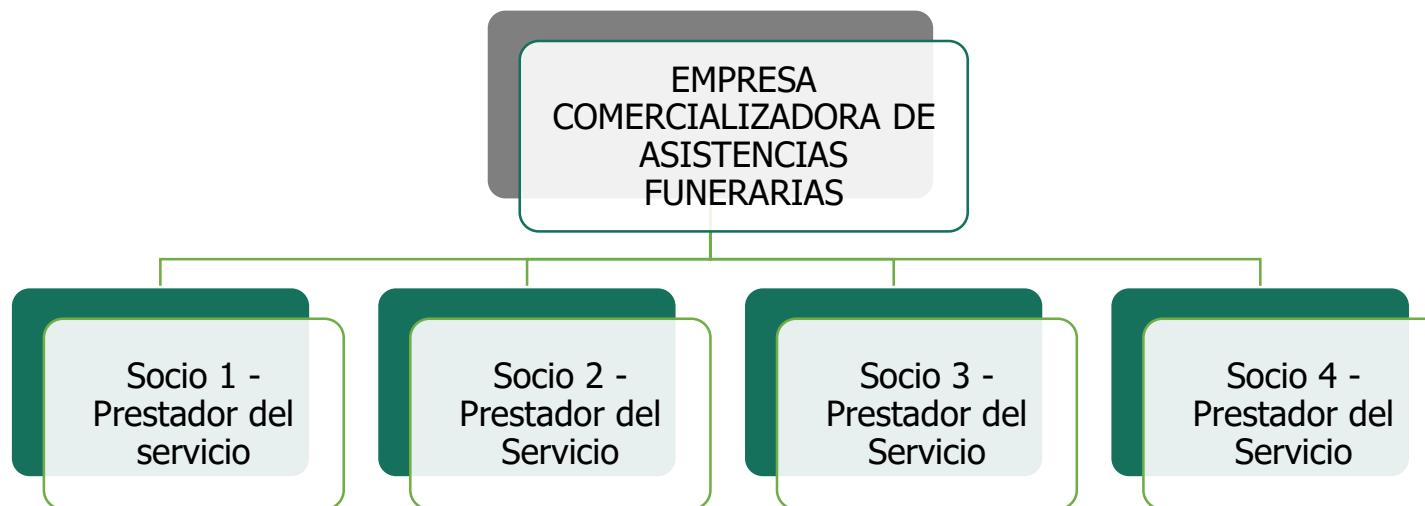 EMPRESA
COMERCIALIZADORA DE
ASISTENCIAS
FUNERARIAS
Socio 1 -
Prestador del
servicio
Socio 2 -
Prestador del
Servicio
Socio 3 -
Prestador del
Servicio
Socio 4 -
Prestador del
Servicio